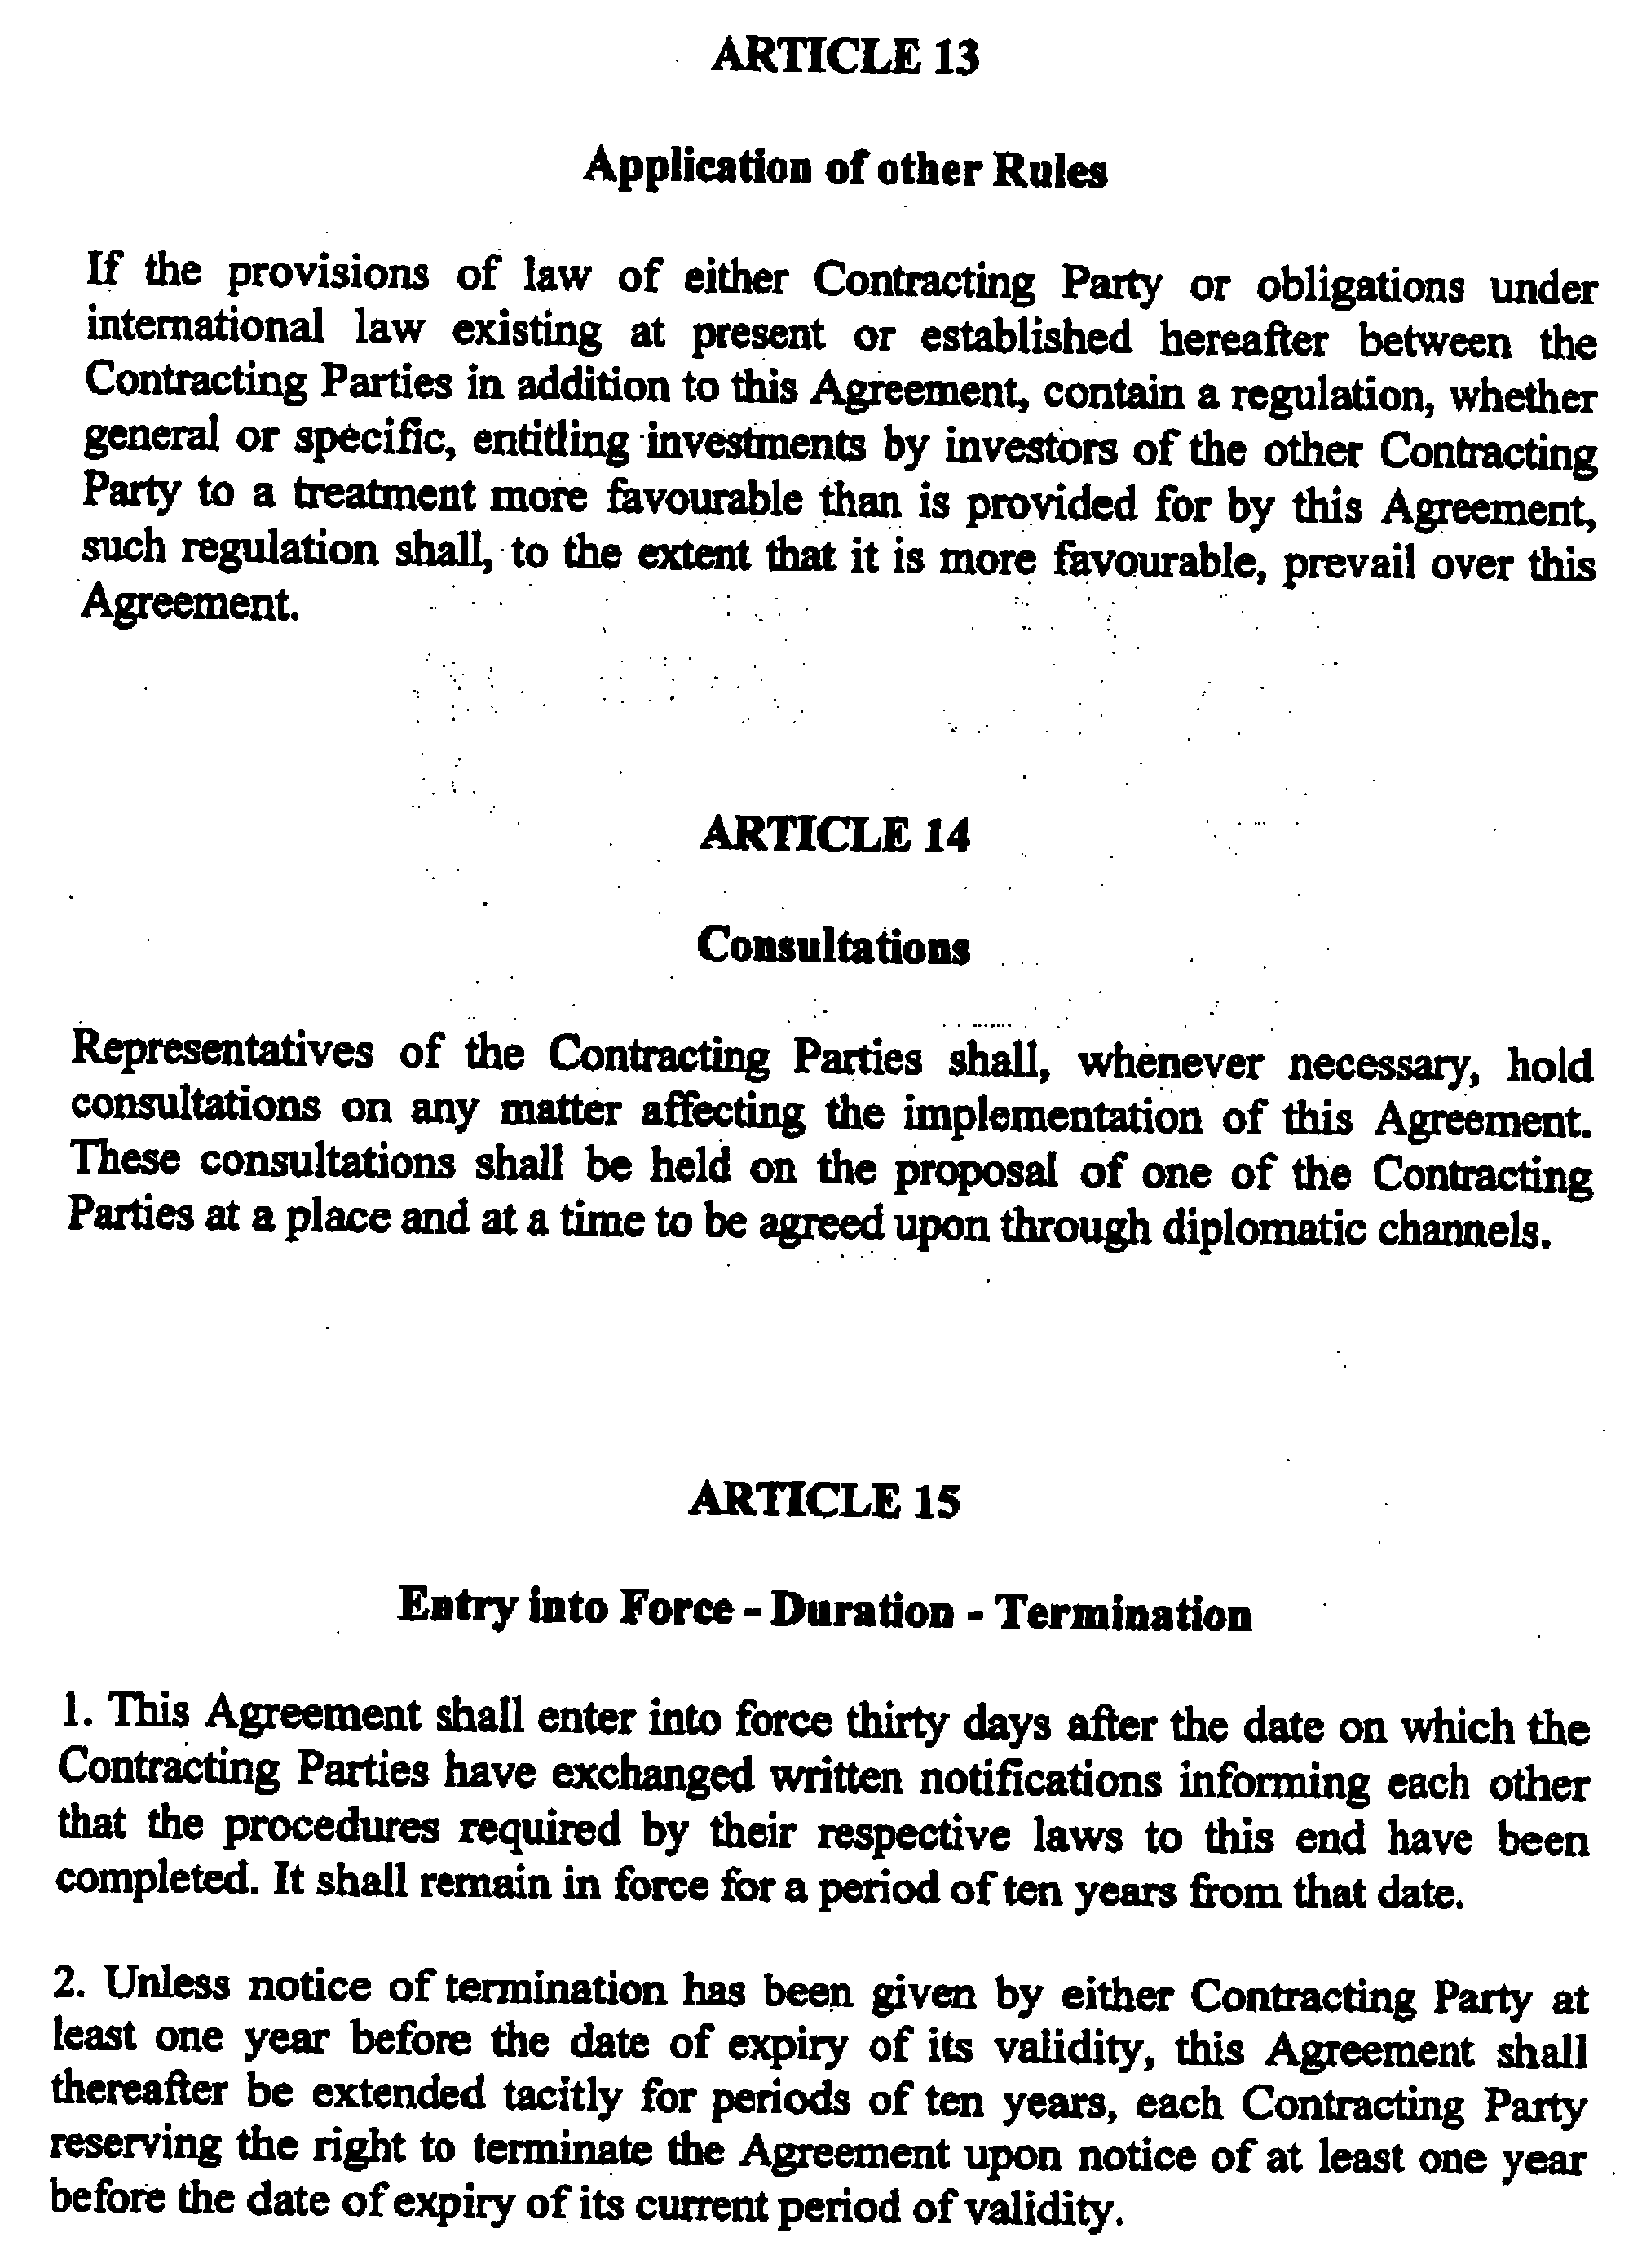 ARTICLE 13
Application of other Rules
If the provisions of law of either Contracting Party or obligations under
international law existing at present or established hereafter between the
Contracting Parties in addition to this Agreement, contain a regulation, whether
general or specific, entitling investments by investors of the other Contracting
Party to a treatment more favourable than is provided for by this Agreement,
such regulation shall, to the extent that it is more favourable, prevail over this
Agreement.
ARTICLE 14
Consultations
Representatives of the Contracting Parties shall, whenever necessary, hold
consultations on any matter affecting the implementation of this Agreement.
These consultations shall be held on the proposal of one of the Contracting
Parties at a place and at a time to be agreed upon through diplomatic channels.
ARTICLE 15
Entry into Force - Duration - Termination
1. This Agreement shall enter into force thirty days after the date on which the
Contracting Parties have exchanged written notifications informing each other
that the procedures required by their respective laws to this end have been
completed. It shall remain in force for a period of ten years from that date.
2. Unless notice of termination has been given by either Contracting Party at
least one year before the date of expiry of its validity, this Agreement shall
thereafter be extended tacitly for periods of ten years, each Contracting Party
reserving the right to terminate the Agreement upon notice of at least one year
before the date of expiry of its current period of validity.